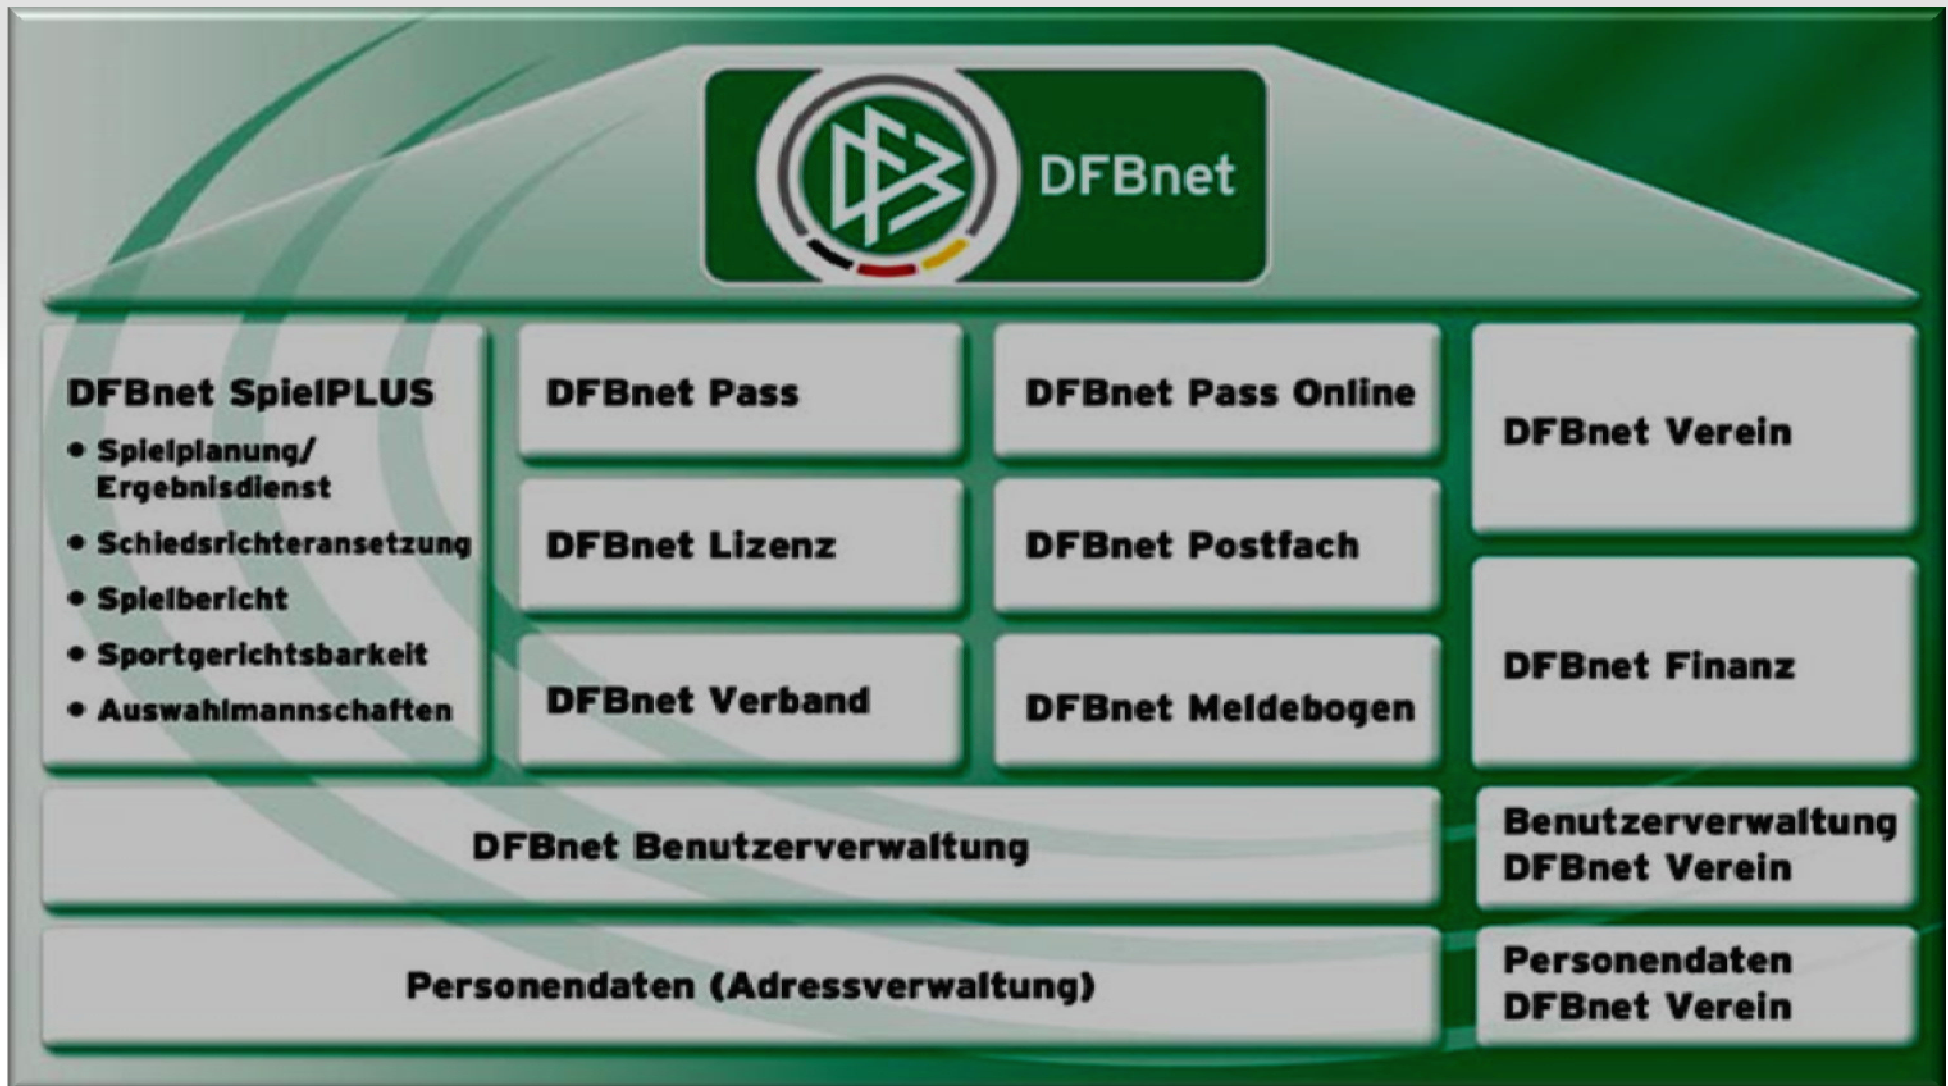 DFB
DFBnet
DFBnet SpielPLUS
• Spielplanung/
Ergebnisdienst
• Schiedsrichteransetzung
• Spielbericht
• Sportgerichtsbarkeit
• Auswahlmannschaften
DFBnet Pass
DFBnet Lizenz
DFBnet Verband
DFBnet Pass Online
DFBnet Postfach
DFBnet Meldebogen
DFBnet Verein
DFBnet Finanz
DFBnet Benutzerverwaltung
Benutzerverwaltung
DFBnet Verein
Personendaten (Adressverwaltung)
Personendaten
DFBnet Verein